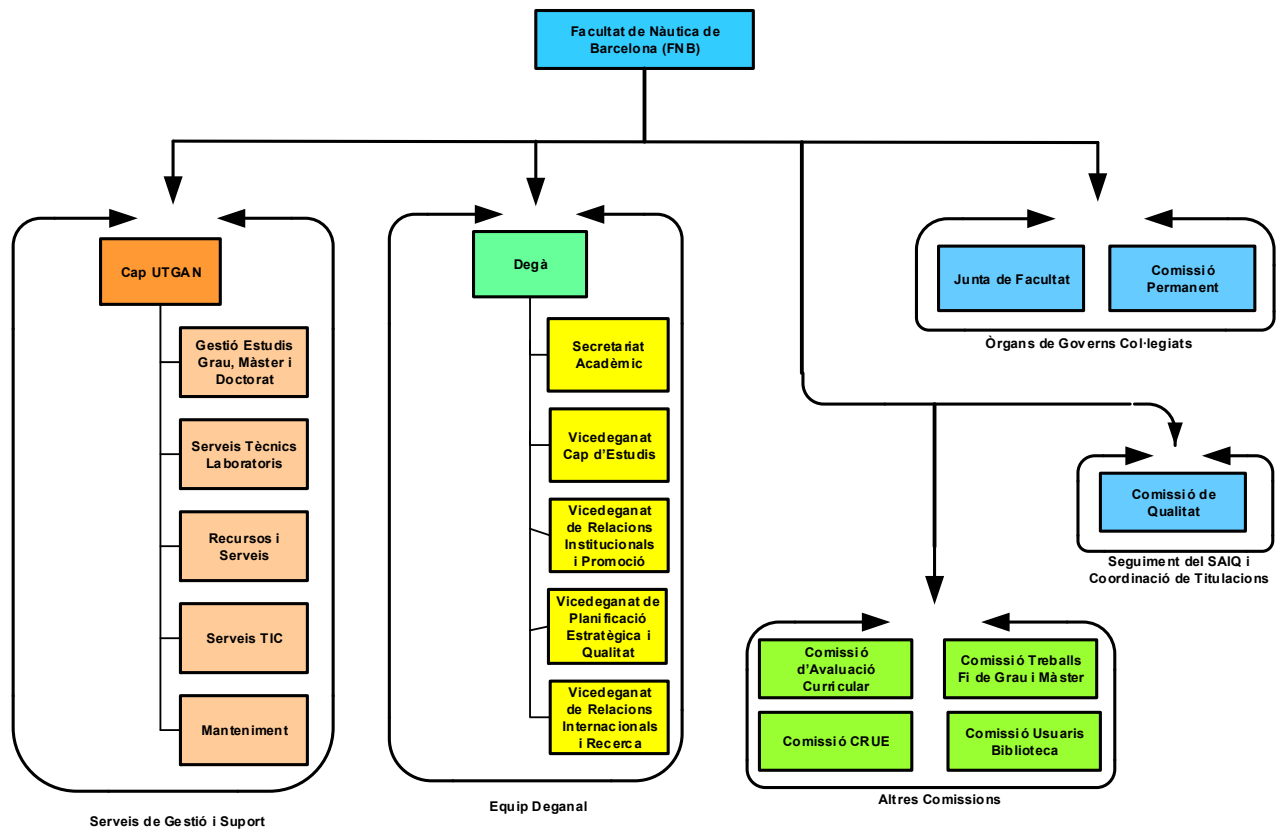 Facultat de Nàutica de
Barcelona (FNB)
Cap UTGAN
Gestió Estudis
Grau, Màster i
Doctorat
Serveis Tècnics
Laboratoris
Recursos i
Serveis
Serveis TIC
Manteniment
Serveis de Gestió i Suport
Degà
Secretariat
Acadèmic
Vicedeganat
Cap d’Estudis
Vicedeganat
de Relacions
Institucionals
i Promoció
Vicedeganat de
Planificació
Estratègica i
Qualitat
Vicedeganat
de Relacions
Internacionals
i Recerca
Equip Deganal
Junta de Facultat
Comissió
Permanent
Òrgans de Governs Col·legiats
Comissió de
Qualitat
Seguiment del SAIQ i
Coordinació de Titulacions
Comissió
d’Avaluació
Curricular
Comissió Treballs
Fi de Grau i Màster
Comissió CRUE
Comissió Usuaris
Biblioteca
Altres Comissions